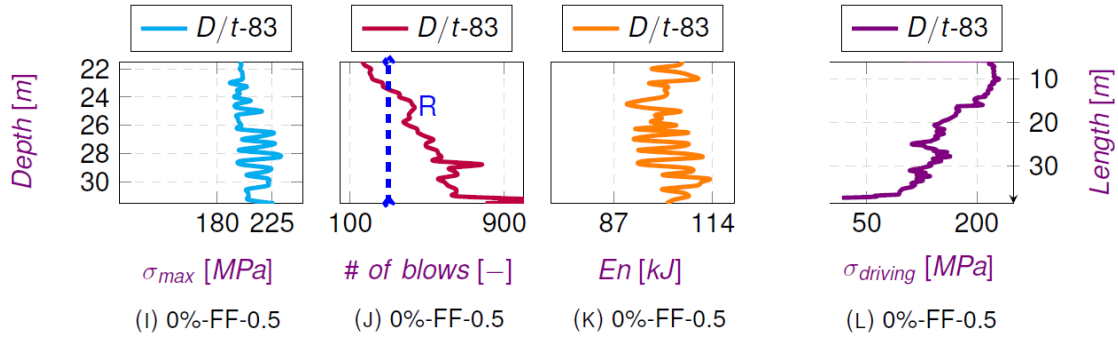 D/t-83 D/t-83 D/t-83 D/t-83
Depth [m]
22
24
26
28
30
R
10
20
30
Length [m]
180 225 100 900 87 114 50 200
σmax [MPa] # of blows [−] En [kJ] σdriving [MPa]
(I) 0%-FF-0.5 (J) 0%-FF-0.5 (K) 0%-FF-0.5 (L) 0%-FF-0.5